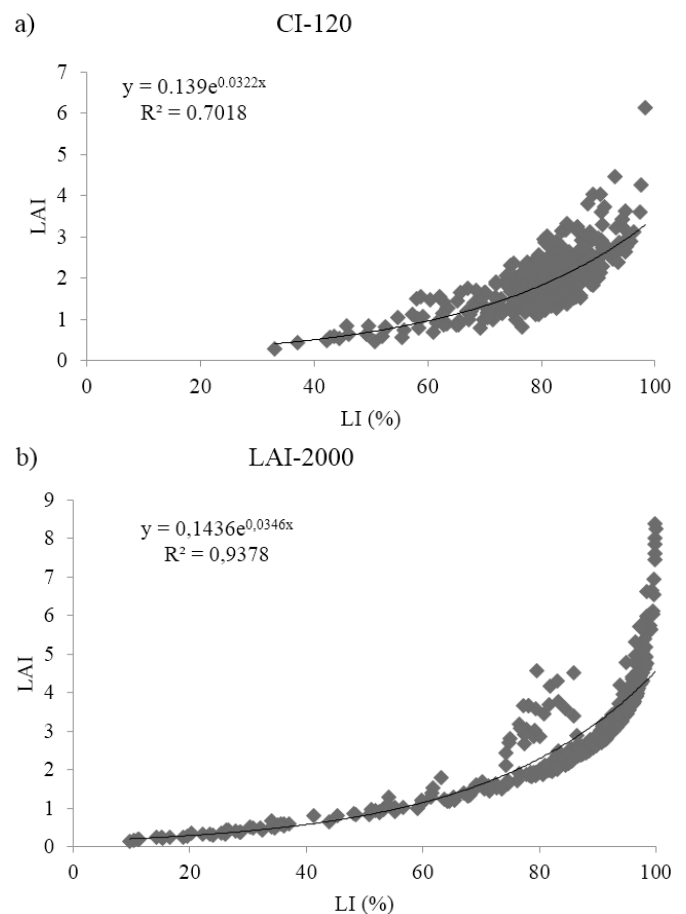 a)
CI-120
y = 0.139e^0.0322x
R² = 0.7018
7
6
5
4
3
2
1
0
LAI
0 20 40 60 80 100
LI (%)
b)
LAI-2000
y = 0,1436e^0,0346x
R² = 0,9378
9
8
7
6
5
4
3
2
1
0
LAI
0 20 40 60 80 100
LI (%)